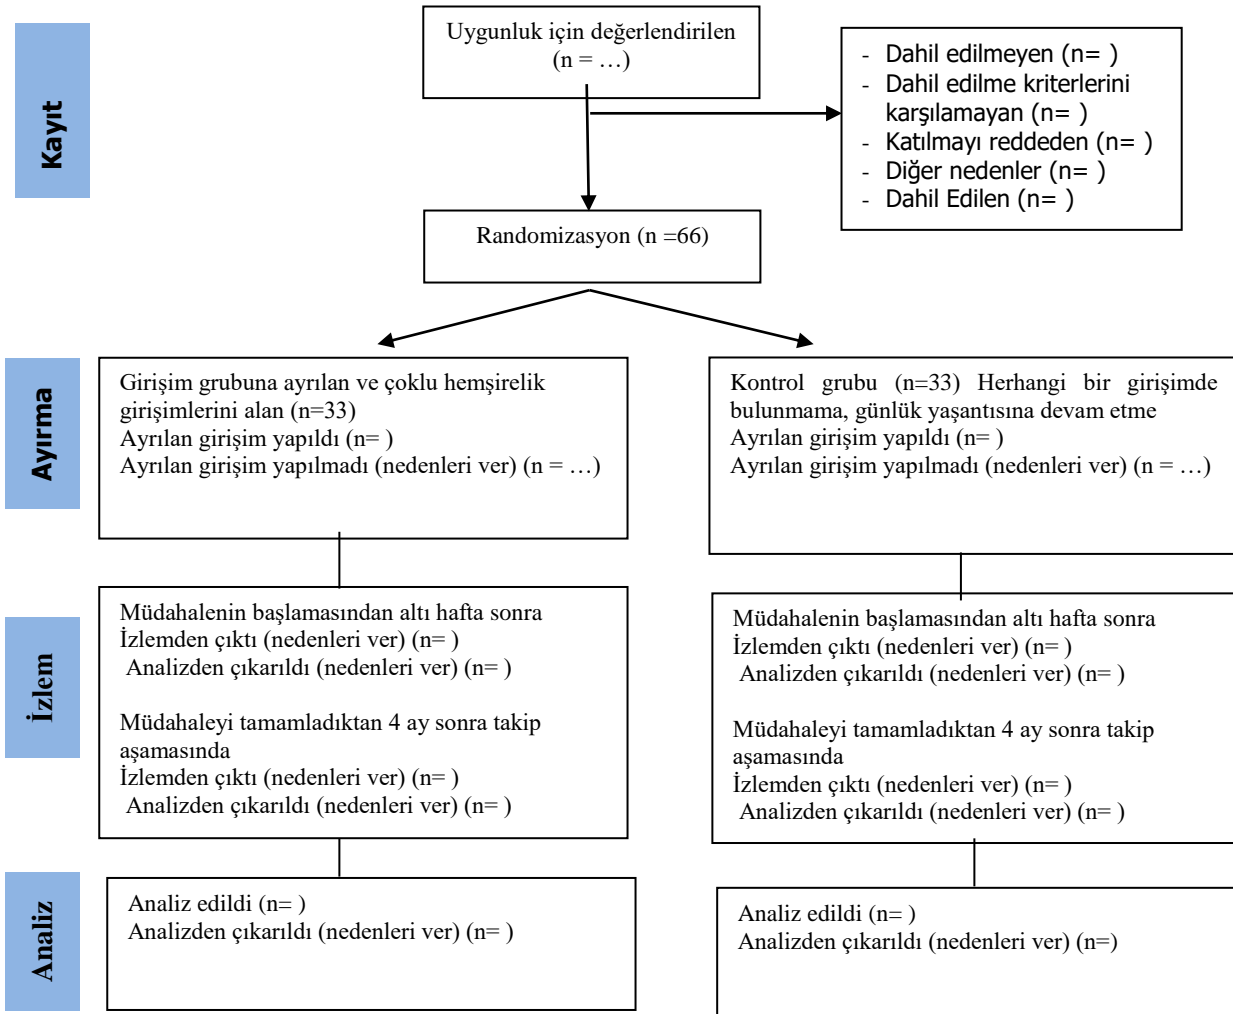 Kayıt
Uygunluk için değerlendirilen
(n = …)
- Dahil edilmeyen (n= )
- Dahil edilme kriterlerini
karşılamayan (n= )
- Katılmayı reddeden (n= )
- Diğer nedenler (n= )
- Dahil Edilen (n= )
Randomizasyon (n =66)
Ayırma
Girişim grubuna ayrılan ve çoklu hemşirelik
girişimlerini alan (n=33)
Ayrılan girişim yapıldı (n= )
Ayrılan girişim yapılmadı (nedenleri ver) (n = …)
Kontrol grubu (n=33) Herhangi bir girişimde
bulunmama, günlük yaşantısına devam etme
Ayrılan girişim yapıldı (n= )
Ayrılan girişim yapılmadı (nedenleri ver) (n = …)
İzlem
Müdahalenin başlamasından altı hafta sonra
İzlemden çıktı (nedenleri ver) (n= )
Analizden çıkarıldı (nedenleri ver) (n= )
Müdahaleyi tamamladıktan 4 ay sonra takip
aşamasında
İzlemden çıktı (nedenleri ver) (n= )
Analizden çıkarıldı (nedenleri ver) (n= )
Müdahalenin başlamasından altı hafta sonra
İzlemden çıktı (nedenleri ver) (n= )
Analizden çıkarıldı (nedenleri ver) (n= )
Müdahaleyi tamamladıktan 4 ay sonra takip
aşamasında
İzlemden çıktı (nedenleri ver) (n= )
Analizden çıkarıldı (nedenleri ver) (n= )
Analiz
Analiz edildi (n= )
Analizden çıkarıldı (nedenleri ver) (n= )
Analiz edildi (n= )
Analizden çıkarıldı (nedenleri ver) (n=)